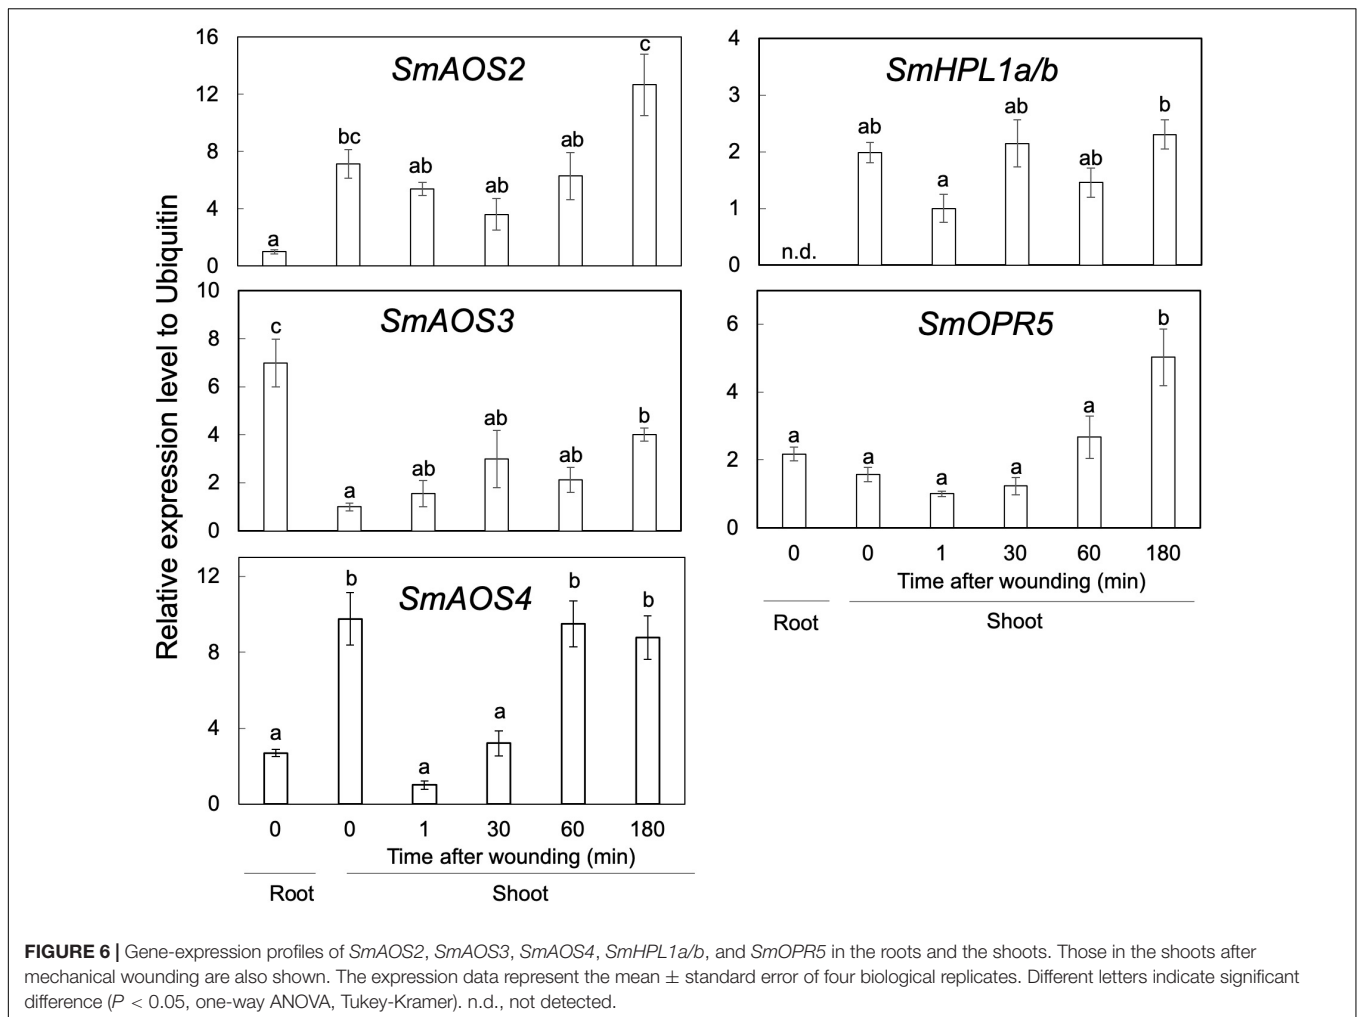 Relative expression level to Ubiquitin
SmAOS2
16
12
8
4
0
a
bc
ab
ab
ab
c
SmHPL1a/b
4
3
2
1
0
n.d.
ab
a
ab
ab
b
SmAOS3
10
8
6
4
2
0
c
a
ab
ab
ab
b
SmOPR5
6
4
2
0
a
a
a
a
a
b
0 0 1 30 60 180
Time after wounding (min)
Root Shoot
SmAOS4
12
8
4
0
a
b
a
a
b
b
0 0 1 30 60 180
Time after wounding (min)
Root Shoot
FIGURE 6 | Gene-expression profiles of SmAOS2, SmAOS3, SmAOS4, SmHPL1a/b, and SmOPR5 in the roots and the shoots. Those in the shoots after
mechanical wounding are also shown. The expression data represent the mean ± standard error of four biological replicates. Different letters indicate significant
difference (P < 0.05, one-way ANOVA, Tukey-Kramer). n.d., not detected.